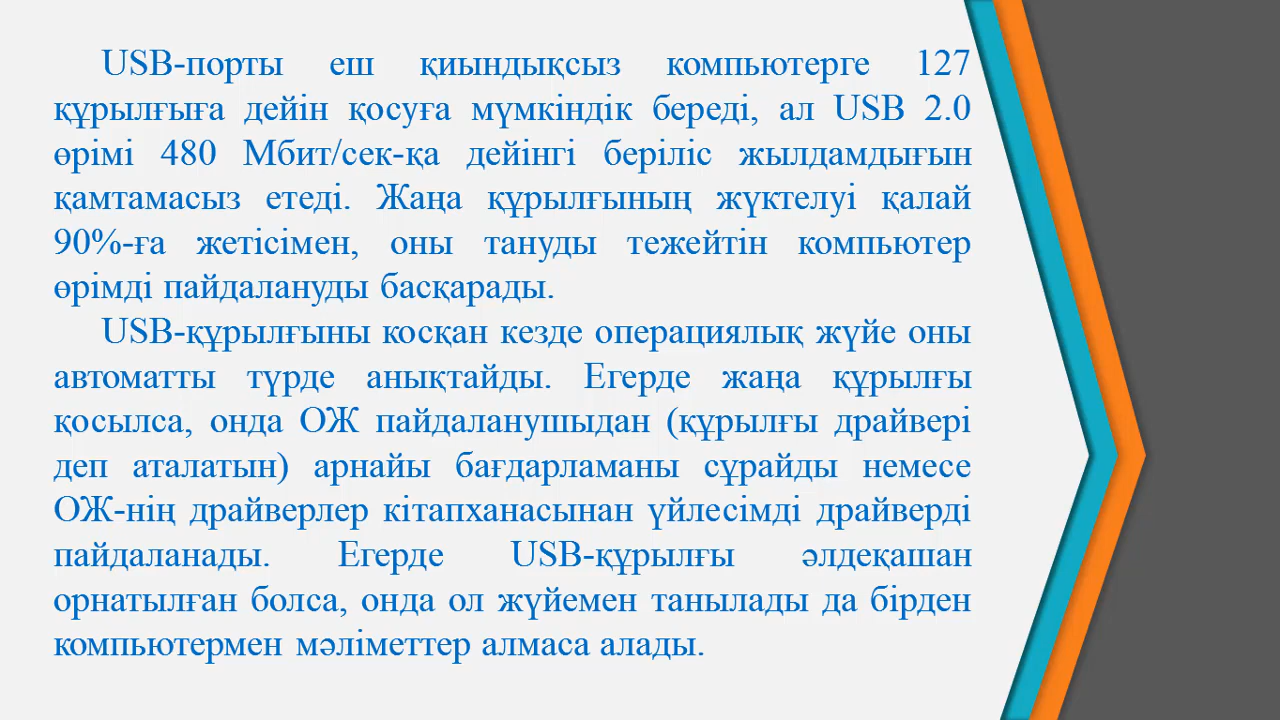 USB-порты еш қиындықсыз компьютерге 127
құрылғыға дейін қосуға мүмкіндік береді, ал USB 2.0
өрімі 480 Мбит/сек-қа дейінгі беріліс жылдамдығын
қамтамасыз етеді. Жаңа құрылғының жүктелуі қалай
90%-ға жетісімен, оны тануды тежейтін компьютер
өрімді пайдалануды басқарады.
USB-құрылғыны косқан кезде операциялық жүйе оны
автоматты түрде анықтайды. Егерде жаңа құрылғы
қосылса, онда ОЖ пайдаланушыдан (құрылғы драйвері
деп аталатын) арнайы бағдарламаны сұрайды немесе
ОЖ-нің драйверлер кітапханасынан үйлесімді драйверді
пайдаланады. Егерде USB-құрылғы әлдеқашан
орнатылған болса, онда ол жүйемен танылады да бірден
компьютермен мәліметтер алмаса алады.